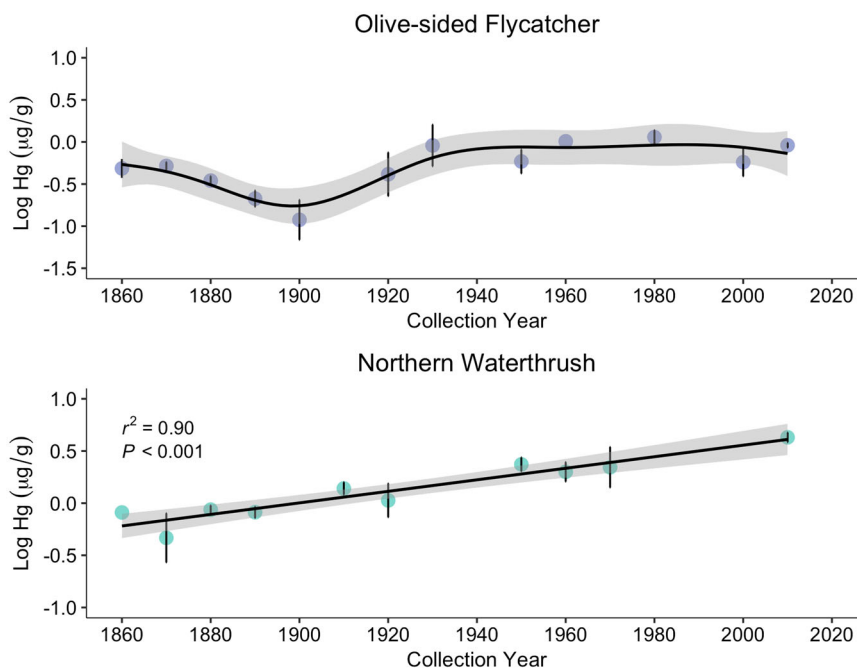 Olive-sided Flycatcher
1.0
0.5
0.0
-0.5
-1.0
-1.5
Log Hg (μg/g)
1860 1880 1900 1920 1940 1960 1980 2000 2020
Collection Year
Northern Waterthrush
1.0
0.5
0.0
-0.5
-1.0
Log Hg (μg/g)
r² = 0.90
P < 0.001
1860 1880 1900 1920 1940 1960 1980 2000 2020
Collection Year